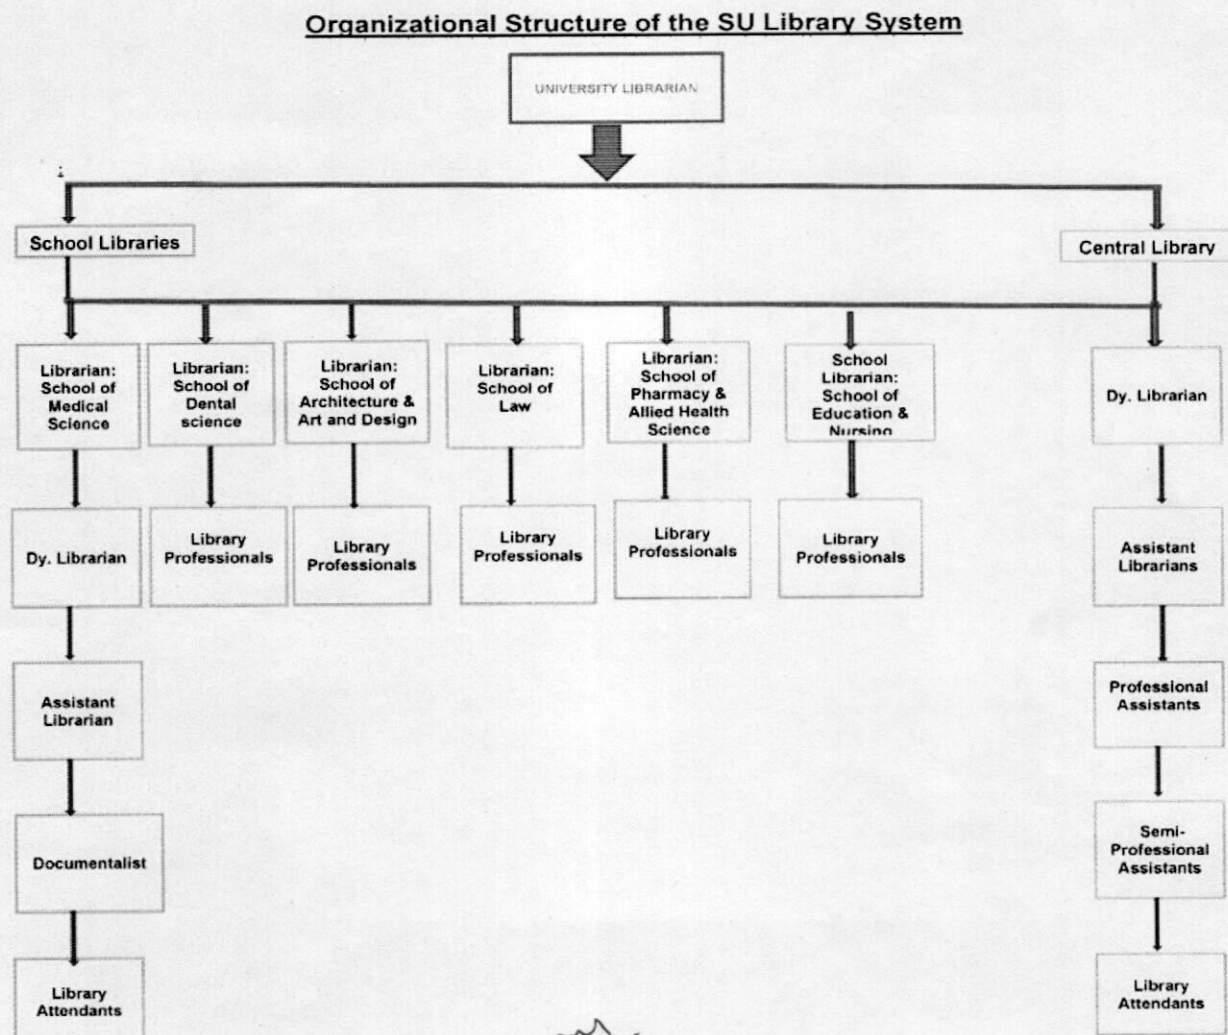 Organizational Structure of the SU Library System
UNIVERSITY LIBRARIAN
School Libraries
Central Library
Librarian:
School of
Medical
Science
Librarian:
School of
Dental
science
Librarian:
School of
Architecture &
Art and Design
Librarian:
School of
Law
Librarian:
School of
Pharmacy &
Allied Health
Science
School
Librarian:
School of
Education &
Nursing
Dy. Librarian
Dy. Librarian
Library
Professionals
Library
Professionals
Library
Professionals
Library
Professionals
Library
Professionals
Assistant
Librarians
Assistant
Librarian
Professional
Assistants
Documentalist
Semi-
Professional
Assistants
Library
Attendants
Library
Attendants